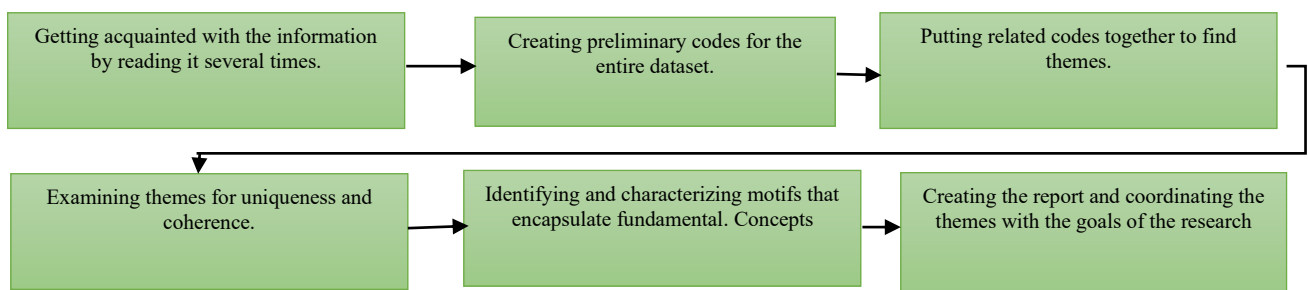 Getting acquainted with the information
by reading it several times.
Creating preliminary codes for the
entire dataset.
Putting related codes together to find
themes.
Examining themes for uniqueness and
coherence.
Identifying and characterizing motifs that
encapsulate fundamental. Concepts
Creating the report and coordinating the
themes with the goals of the research